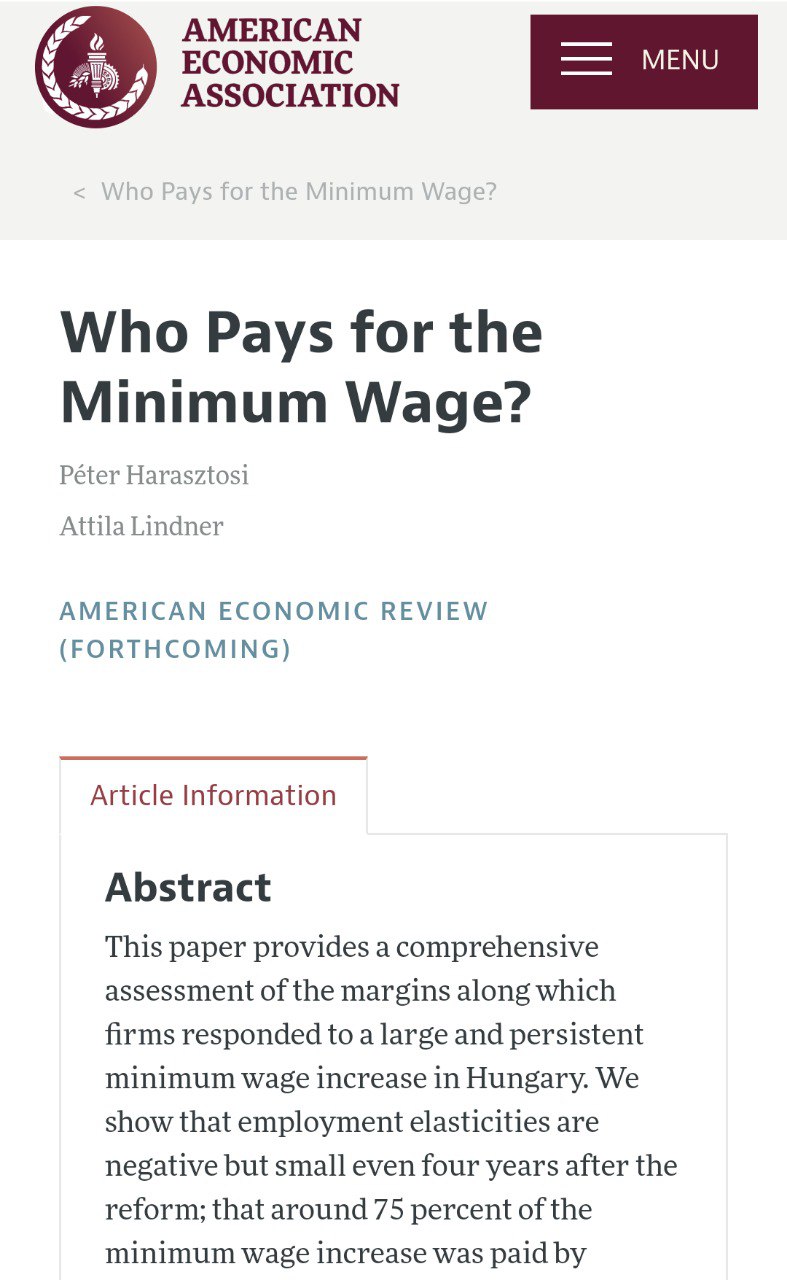 AMERICAN
ECONOMIC
ASSOCIATION
MENU
< Who Pays for the Minimum Wage?
Who Pays for the
Minimum Wage?
Péter Harasztosi
Attila Lindner
AMERICAN ECONOMIC REVIEW
(FORTHCOMING)
Article Information
Abstract
This paper provides a comprehensive
assessment of the margins along which
firms responded to a large and persistent
minimum wage increase in Hungary. We
show that employment elasticities are
negative but small even four years after the
reform; that around 75 percent of the
minimum wage increase was paid by